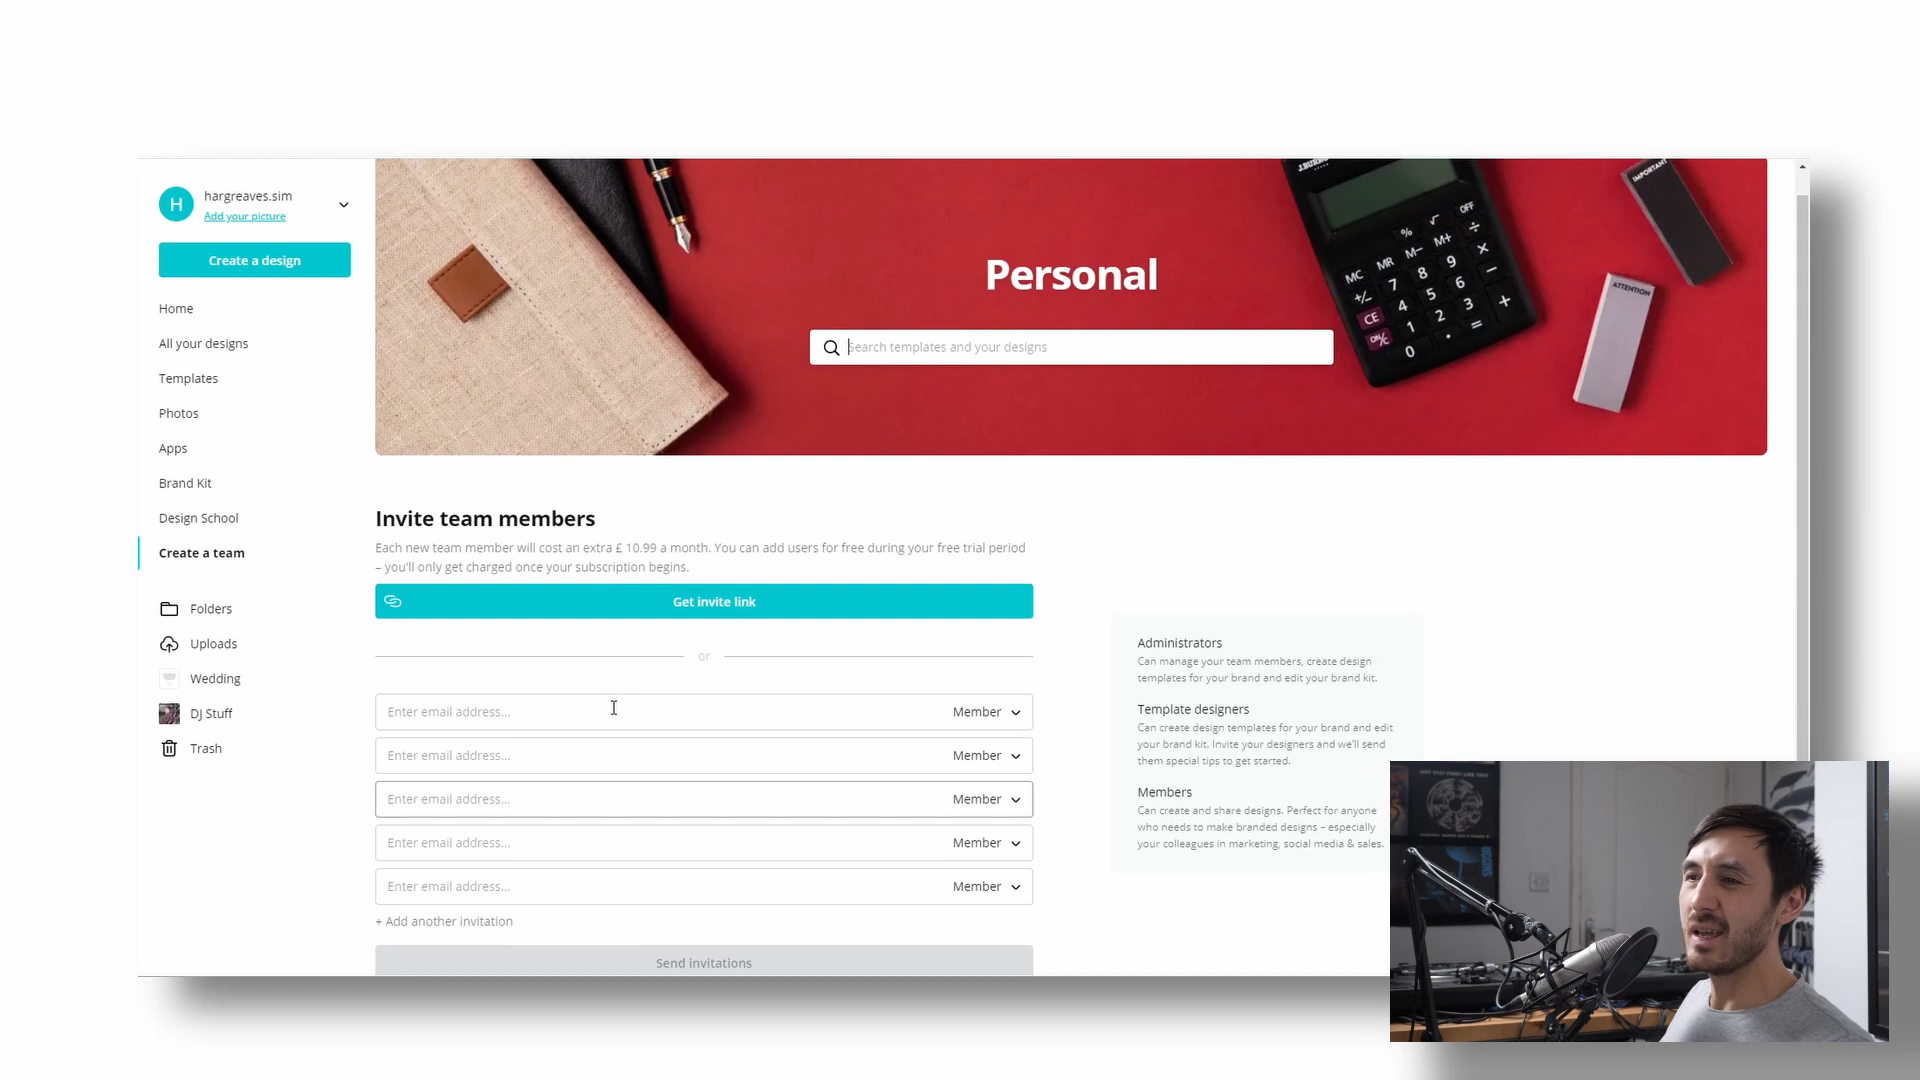 H
hargreaves.sim
Add your picture
Create a design
Home
All your designs
Templates
Photos
Apps
Brand Kit
Design School
Create a team
Folders
Uploads
Wedding
DJ Stuff
Trash
Personal
Search templates and your designs
IMPORTANT
ATTENTION
√ OFF
% M- M+ ÷
MC MR 9 ×
+/- 7 8 6 −
CE 4 5 3 +
ON/C 1 2 =
0 .
Invite team members
Each new team member will cost an extra £ 10.99 a month. You can add users for free during your free trial period
– you'll only get charged once your subscription begins.
Get invite link
or
Enter email address... Member
Enter email address... Member
Enter email address... Member
Enter email address... Member
Enter email address... Member
+ Add another invitation
Send invitations
Administrators
Can manage your team members, create design
templates for your brand and edit your brand kit.
Template designers
Can create design templates for your brand and edit
your brand kit. Invite your designers and we'll send
them special tips to get started.
Members
Can create and share designs. Perfect for anyone
who needs to make branded designs – especially
your colleagues in marketing, social media & sales.